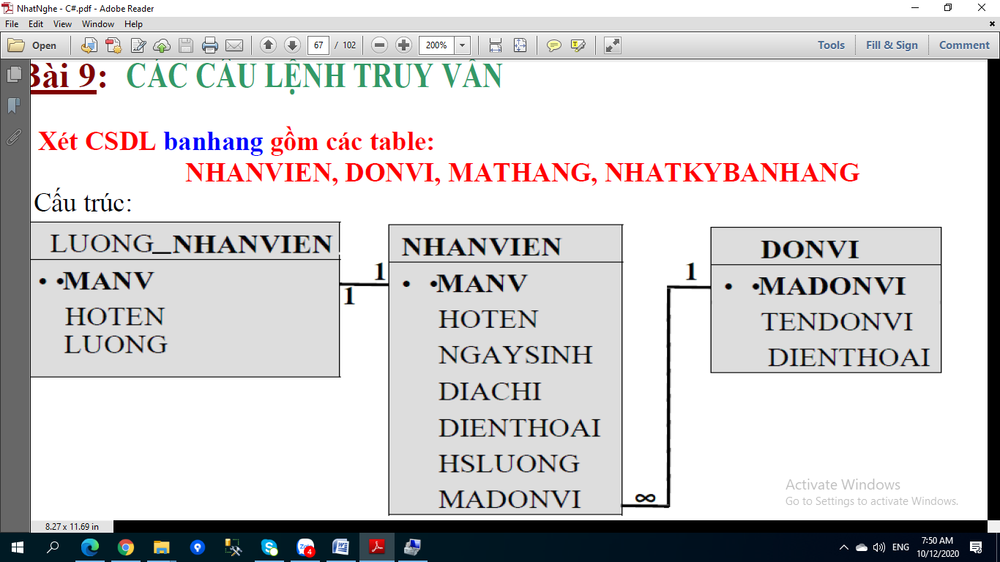 NhatNghe - C#.pdf - Adobe Reader
File Edit View Window Help
Open 67 / 102 200% Tools Fill & Sign Comment
Bài 9: CÁC CÂU LỆNH TRUY VẤN
Xét CSDL banhang gồm các table:
NHANVIEN, DONVI, MATHANG, NHATKYBANHANG
Cấu trúc:
LUONG_NHANVIEN
• •MANV
HOTEN
LUONG
1
1
NHANVIEN
• •MANV
HOTEN
NGAYSINH
DIACHI
DIENTHOAI
HSLUONG
MADONVI
∞
1
DONVI
• •MADONVI
TENDONVI
DIENTHOAI
Activate Windows
Go to Settings to activate Windows.
8.27 x 11.69 in
4
ENG
7:50 AM
10/12/2020